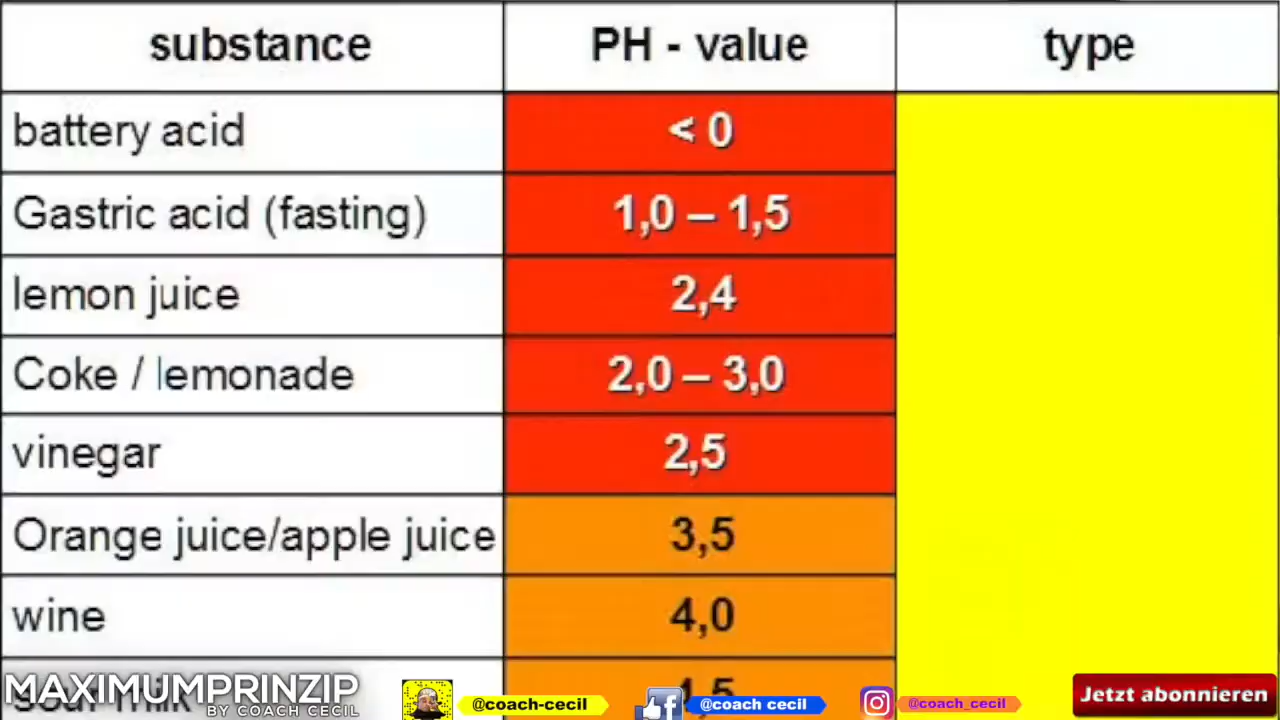 substance PH - value type
battery acid < 0
Gastric acid (fasting) 1,0 – 1,5
lemon juice 2,4
Coke / lemonade 2,0 – 3,0
vinegar 2,5
Orange juice/apple juice 3,5
wine 4,0
MAXIMUMPRINZIP
BY COACH CECIL
@coach-cecil @coach cecil @coach_cecil
Jetzt abonnieren